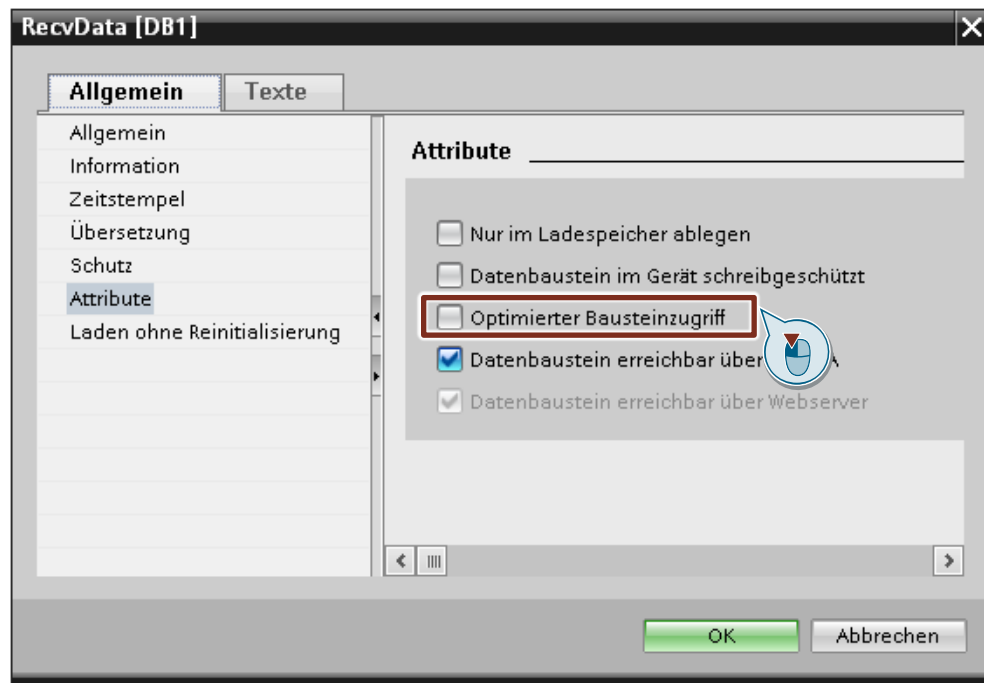 RecvData [DB1]
Allgemein Texte
Allgemein
Information
Zeitstempel
Übersetzung
Schutz
Attribute
Laden ohne Reinitialisierung
Attribute
Nur im Ladespeicher ablegen
Datenbaustein im Gerät schreibgeschützt
Optimierter Bausteinzugriff
Datenbaustein erreichbar über
Datenbaustein erreichbar über Webserver
OK Abbrechen